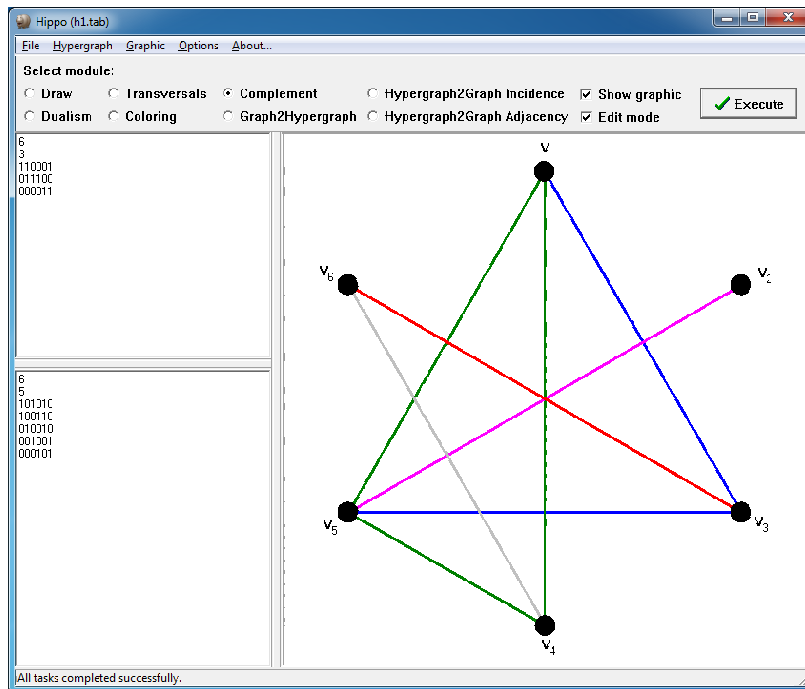 Hippo (h1.tab)
File Hypergraph Graphic Options About...
Select module:
Draw Transversals Complement Hypergraph2Graph Incidence Show graphic
Dualism Coloring Graph2Hypergraph Hypergraph2Graph Adjacency Edit mode
Execute
6
3
110001
011100
000011
6
5
101010
100110
010010
001001
000101
v
v6
v2
v5
v3
v4
All tasks completed successfully.